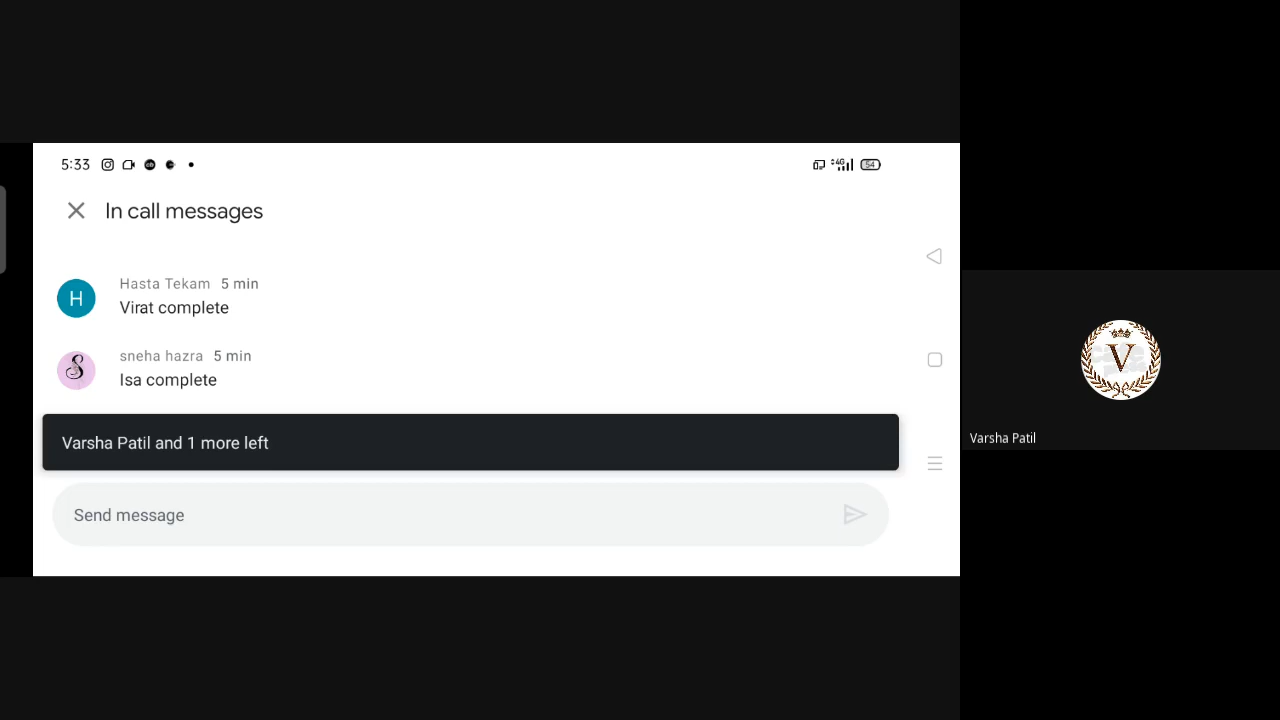 5:33
54
In call messages
H
Hasta Tekam 5 min
Virat complete
S
sneha hazra 5 min
Isa complete
Varsha Patil and 1 more left
Send message
V
Varsha Patil